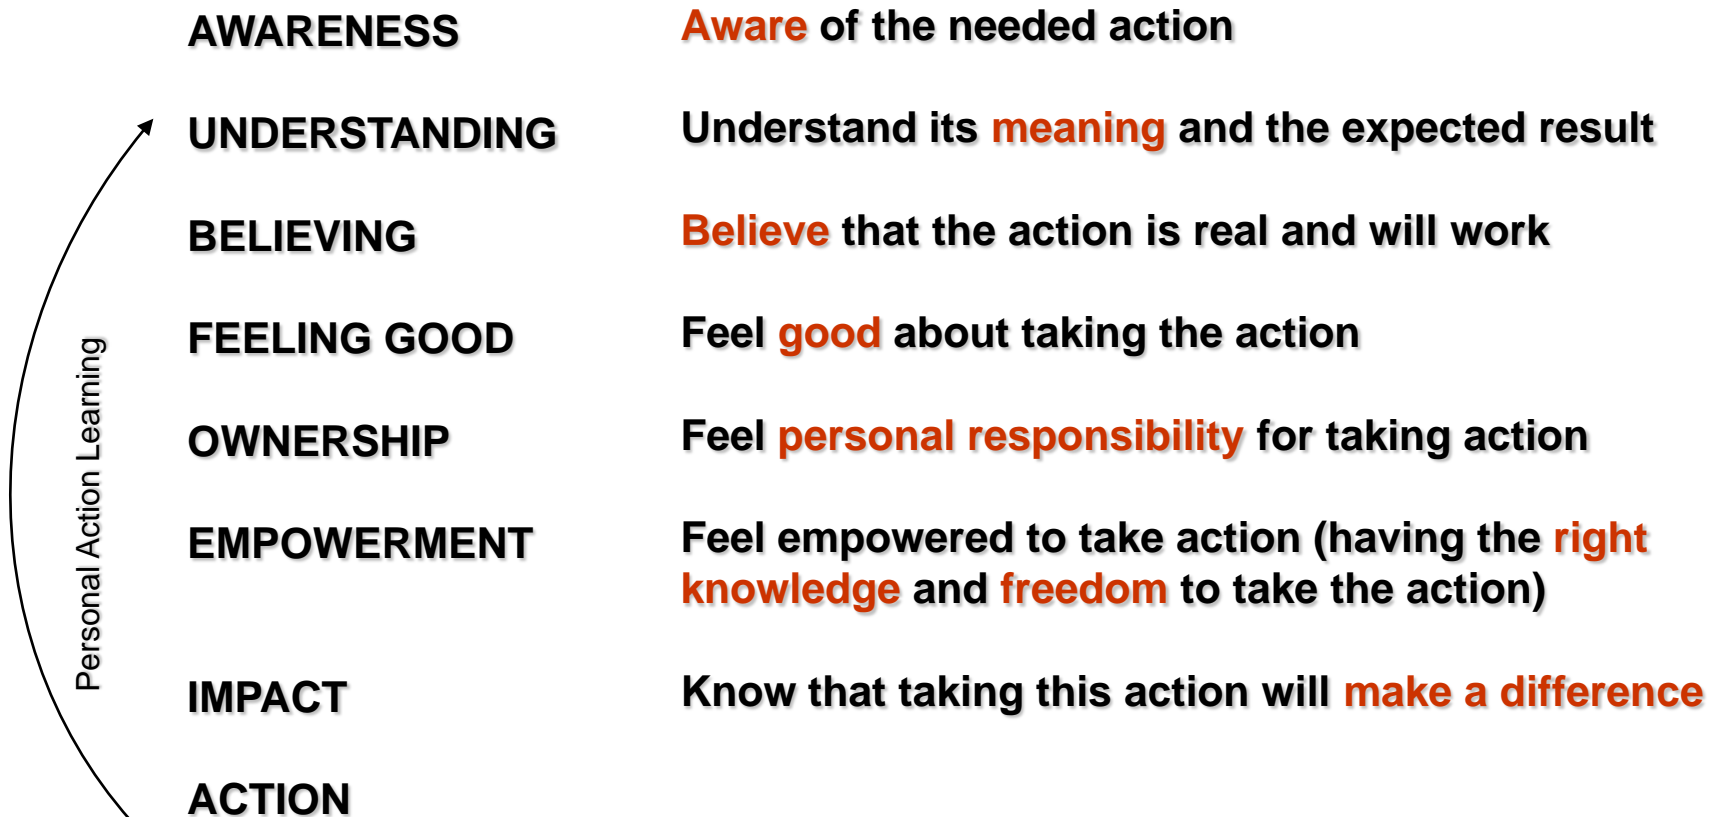 AWARENESS Aware of the needed action
UNDERSTANDING Understand its meaning and the expected result
BELIEVING Believe that the action is real and will work
FEELING GOOD Feel good about taking the action
OWNERSHIP Feel personal responsibility for taking action
EMPOWERMENT Feel empowered to take action (having the right
knowledge and freedom to take the action)
IMPACT Know that taking this action will make a difference
ACTION
Personal Action Learning